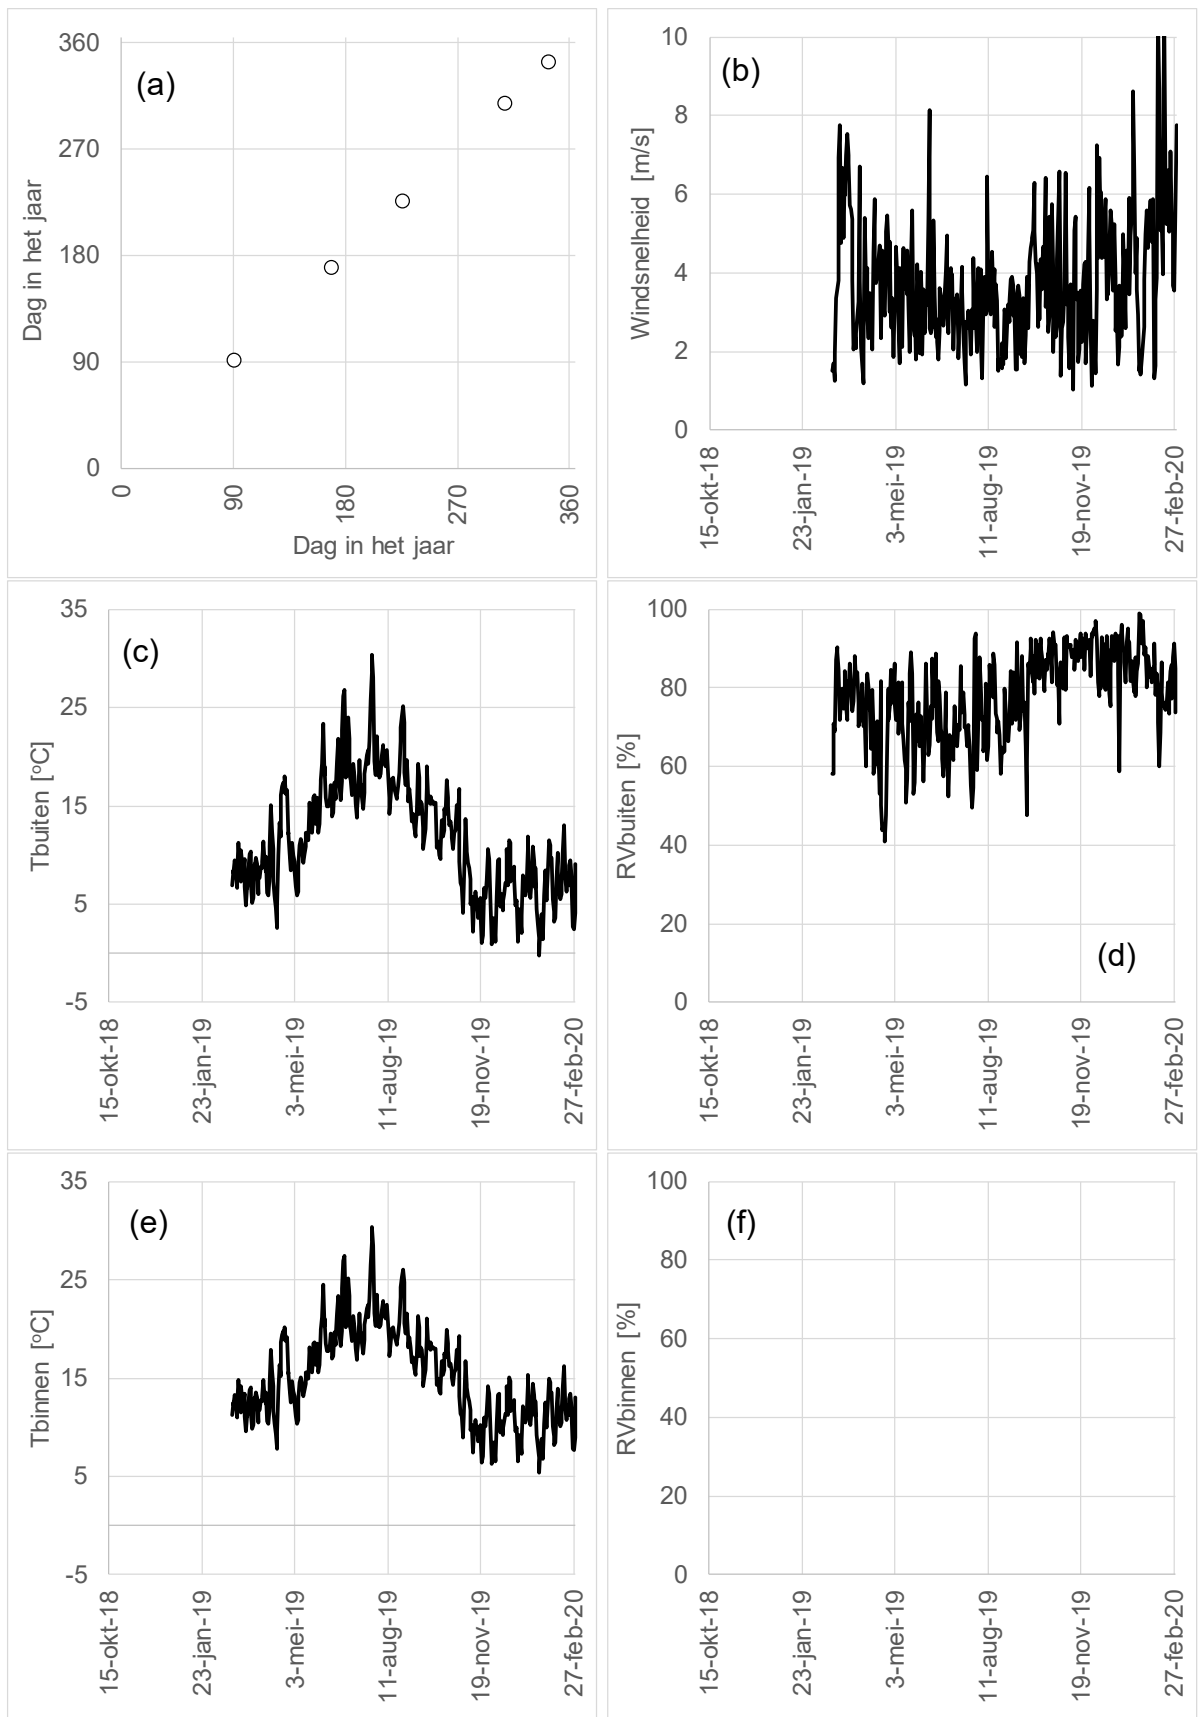 360
270
180
90
0
(a)
Dag in het jaar
0
90
180
270
360
Dag in het jaar
10
8
6
4
2
0
(b)
Windsnelheid [m/s]
15-okt-18
23-jan-19
3-mei-19
11-aug-19
19-nov-19
27-feb-20
35
25
15
5
-5
(c)
Tbuiten [°C]
15-okt-18
23-jan-19
3-mei-19
11-aug-19
19-nov-19
27-feb-20
100
80
60
40
20
0
(d)
RVbuiten [%]
15-okt-18
23-jan-19
3-mei-19
11-aug-19
19-nov-19
27-feb-20
35
25
15
5
-5
(e)
Tbinnen [°C]
15-okt-18
23-jan-19
3-mei-19
11-aug-19
19-nov-19
27-feb-20
100
80
60
40
20
0
(f)
RVbinnen [%]
15-okt-18
23-jan-19
3-mei-19
11-aug-19
19-nov-19
27-feb-20